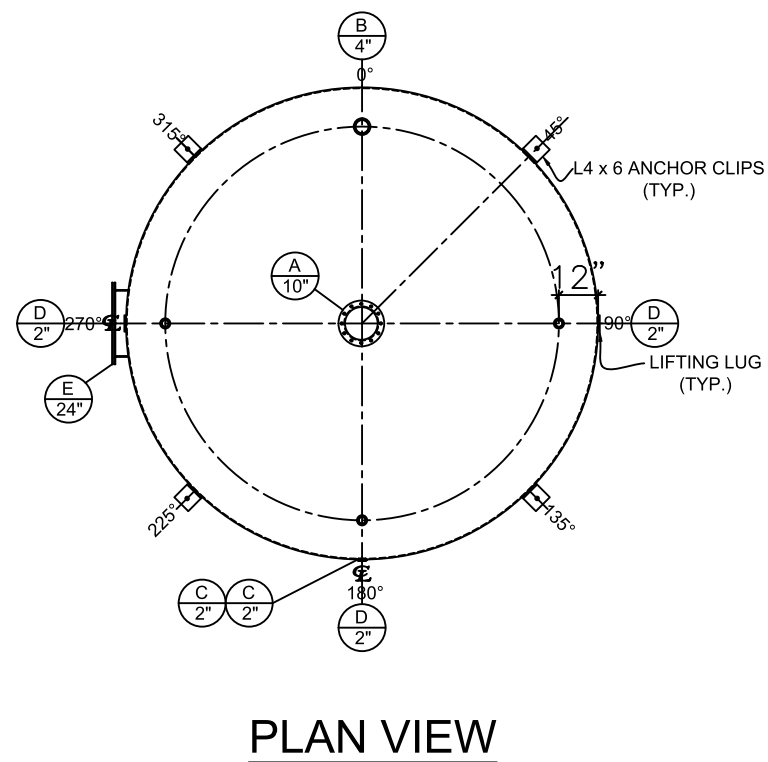 B
4"
0°
315°
45°
L4 x 6 ANCHOR CLIPS
(TYP.)
A
10"
12”
D
2"
270°
℄
90°
D
2"
LIFTING LUG
(TYP.)
E
24"
225°
135°
℄
180°
C
2"
C
2"
D
2"
PLAN VIEW